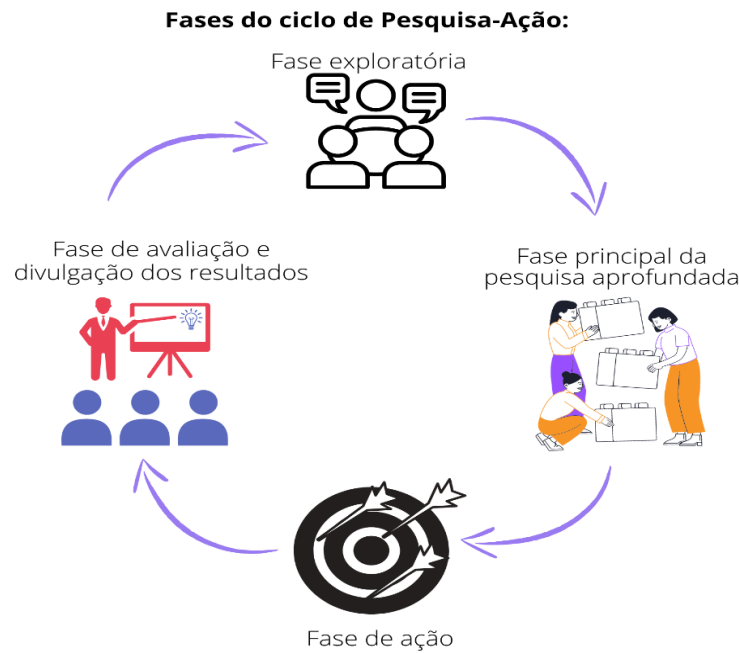 Fases do ciclo de Pesquisa-Ação:
Fase exploratória
Fase principal da
pesquisa aprofundada
Fase de ação
Fase de avaliação e
divulgação dos resultados